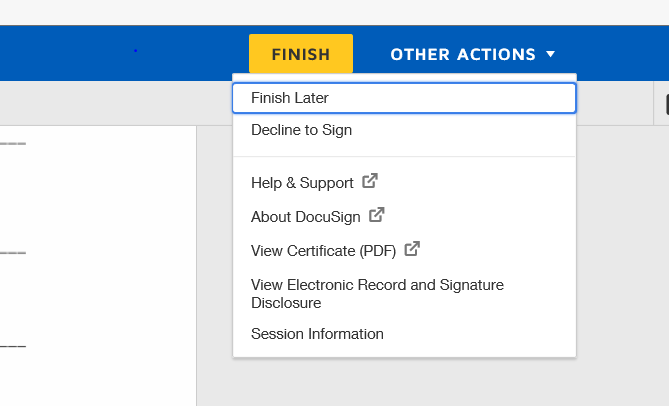 FINISH
OTHER ACTIONS
Finish Later
Decline to Sign
Help & Support
About DocuSign
View Certificate (PDF)
View Electronic Record and Signature
Disclosure
Session Information